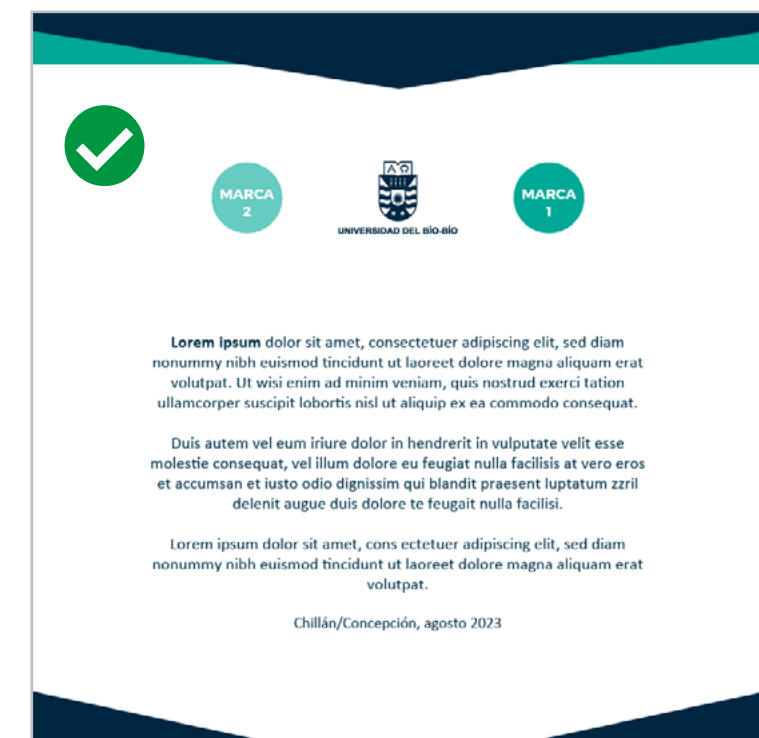 MARCA
2
ΑΩ
UNIVERSIDAD DEL BÍO-BÍO
MARCA
1
Lorem ipsum dolor sit amet, consectetuer adipiscing elit, sed diam
nonummy nibh euismod tincidunt ut laoreet dolore magna aliquam erat
volutpat. Ut wisi enim ad minim veniam, quis nostrud exerci tation
ullamcorper suscipit lobortis nisl ut aliquip ex ea commodo consequat.
Duis autem vel eum iriure dolor in hendrerit in vulputate velit esse
molestie consequat, vel illum dolore eu feugiat nulla facilisis at vero eros
et accumsan et iusto odio dignissim qui blandit praesent luptatum zzril
delenit augue duis dolore te feugait nulla facilisi.
Lorem ipsum dolor sit amet, cons ectetuer adipiscing elit, sed diam
nonummy nibh euismod tincidunt ut laoreet dolore magna aliquam erat
volutpat.
Chillán/Concepción, agosto 2023